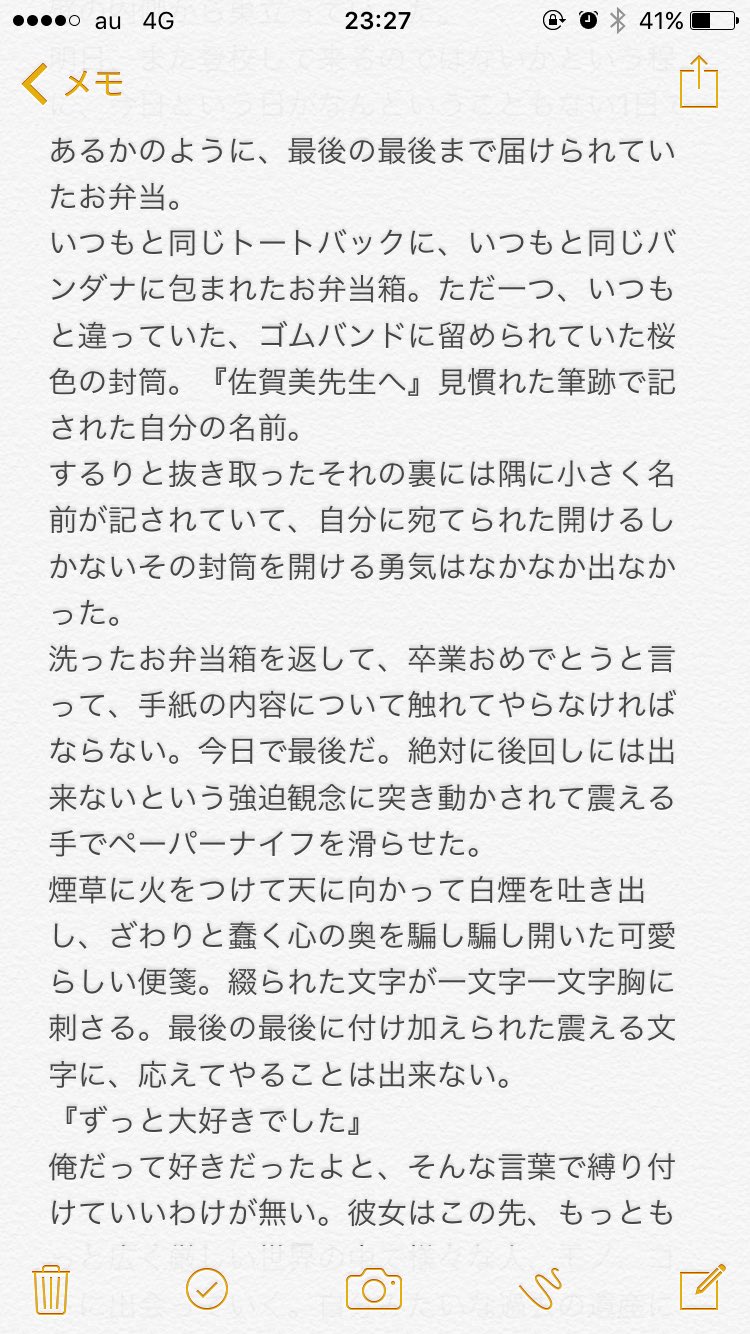 au 4G 23:27 41%
メモ
あるかのように、最後の最後まで届けられてい
たお弁当。
いつもと同じトートバックに、いつもと同じバ
ンダナに包まれたお弁当箱。ただ一つ、いつも
と違っていた、ゴムバンドに留められていた桜
色の封筒。『佐賀美先生へ』見慣れた筆跡で記
された自分の名前。
するりと抜き取ったそれの裏には隅に小さく名
前が記されていて、自分に宛てられた開けるし
かないその封筒を開ける勇気はなかなか出なか
った。
洗ったお弁当箱を返して、卒業おめでとうと言
って、手紙の内容について触れてやらなければ
ならない。今日で最後だ。絶対に後回しには出
来ないという強迫観念に突き動かされて震える
手でペーパーナイフを滑らせた。
煙草に火をつけて天に向かって白煙を吐き出
し、ざわりと蠢く心の奥を騙し騙し開いた可愛
らしい便箋。綴られた文字が一文字一文字胸に
刺さる。最後の最後に付け加えられた震える文
字に、応えてやることは出来ない。
『ずっと大好きでした』
俺だって好きだったよと、そんな言葉で縛り付
けていいわけが無い。彼女はこの先、もっとも